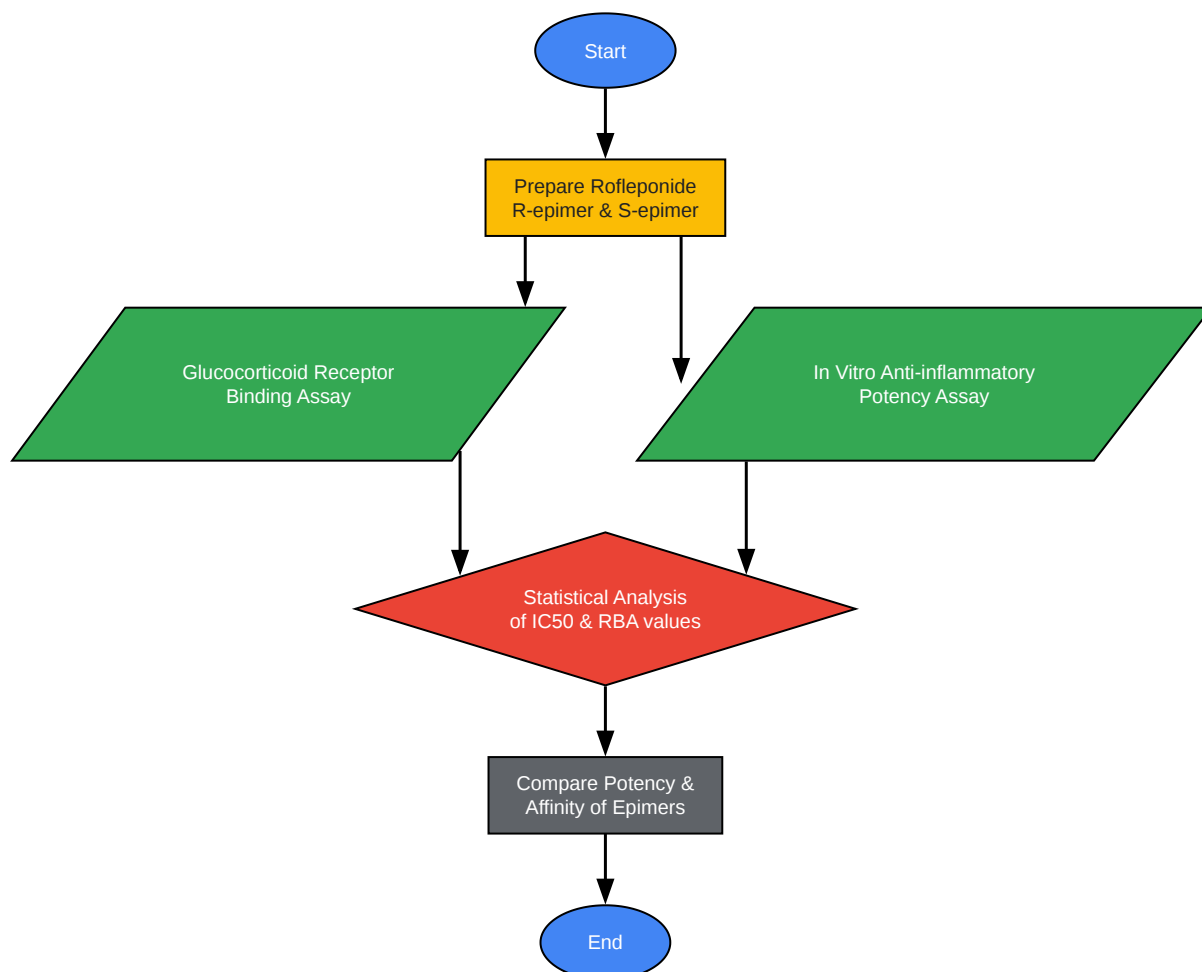 Start
Prepare Rofleponide
R-epimer & S-epimer
Glucocorticoid Receptor
Binding Assay
In Vitro Anti-inflammatory
Potency Assay
Statistical Analysis
of IC50 & RBA values
Compare Potency &
Affinity of Epimers
End